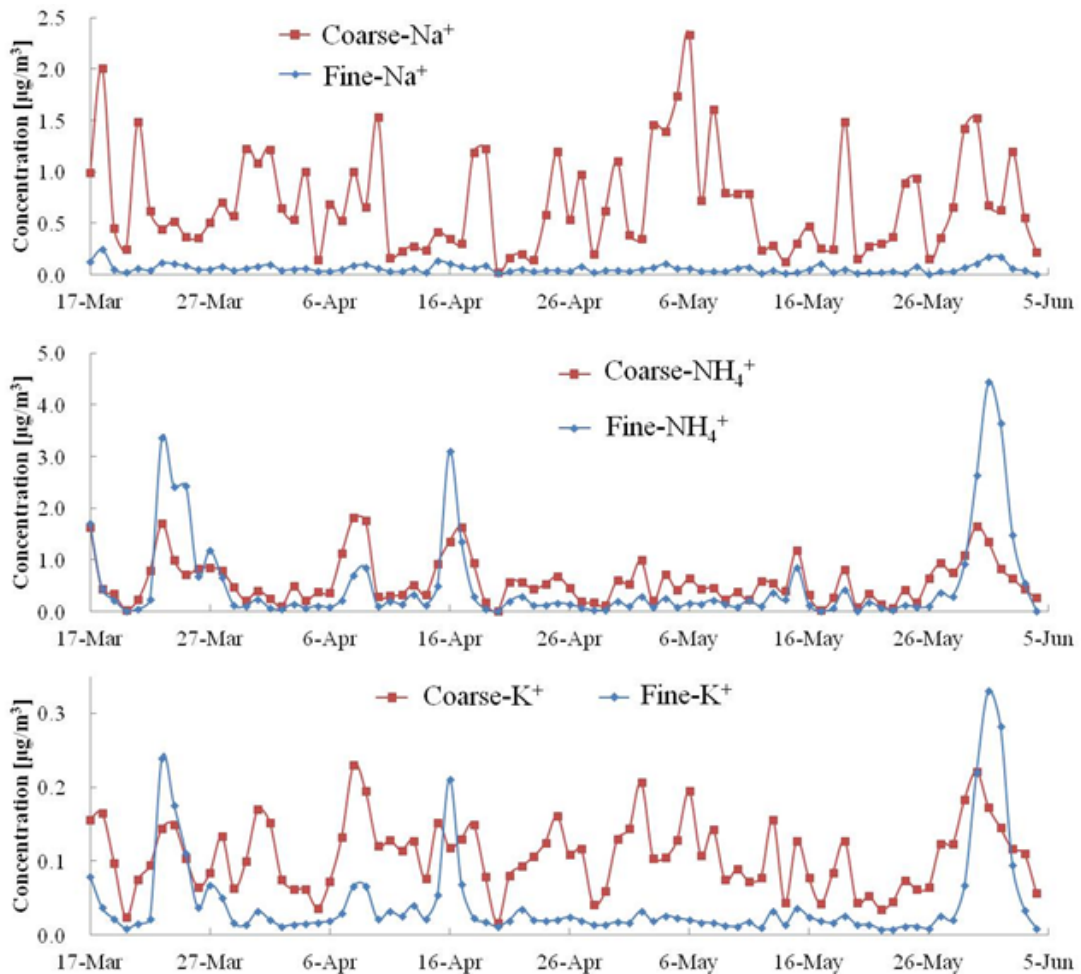 Concentration [µg/m³]
2.5
2.0
1.5
1.0
0.5
0.0
Coarse-Na⁺
Fine-Na⁺
17-Mar 27-Mar 6-Apr 16-Apr 26-Apr 6-May 16-May 26-May 5-Jun
Concentration [µg/m³]
5.0
4.0
3.0
2.0
1.0
0.0
Coarse-NH₄⁺
Fine-NH₄⁺
17-Mar 27-Mar 6-Apr 16-Apr 26-Apr 6-May 16-May 26-May 5-Jun
Concentration [µg/m³]
0.3
0.2
0.1
0.0
Coarse-K⁺ Fine-K⁺
17-Mar 27-Mar 6-Apr 16-Apr 26-Apr 6-May 16-May 26-May 5-Jun